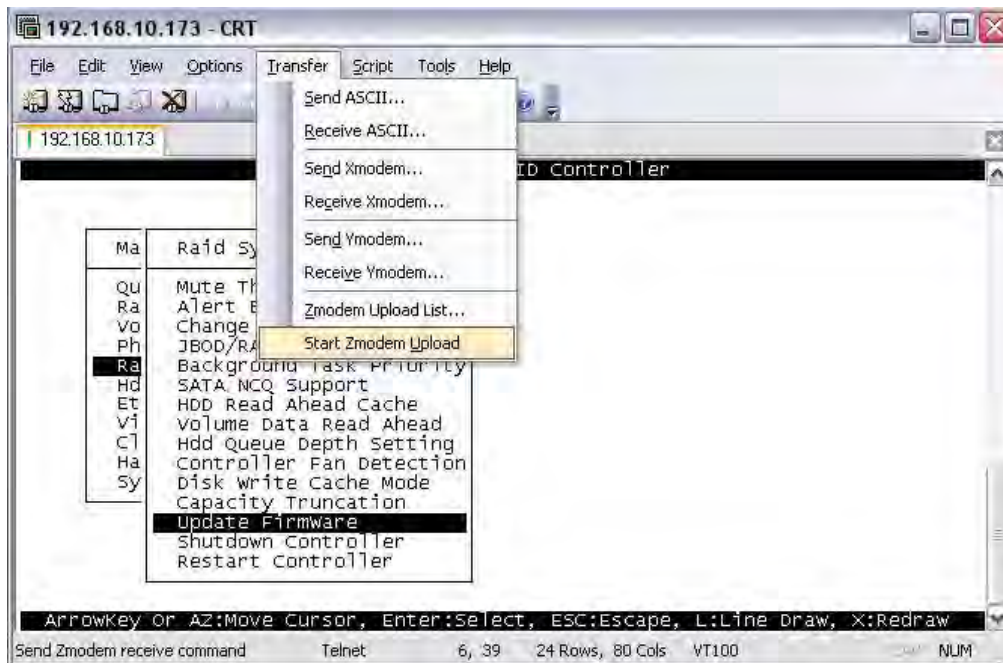 192.168.10.173 - CRT
File Edit View Options Transfer Script Tools Help
192.168.10.173
Send ASCII...
Receive ASCII...
Send Xmodem...
Receive Xmodem...
Send Ymodem...
Receive Ymodem...
Zmodem Upload List...
Start Zmodem Upload
ID Controller
Ma
Qu
Ra
Vo
Ph
Ra
Hd
Et
Vi
Cl
Ha
Sy
Raid Sy
Mute Th
Alert B
Change
JBOD/RA
Background Task Priority
SATA NCQ Support
HDD Read Ahead Cache
Volume Data Read Ahead
Hdd Queue Depth Setting
Controller Fan Detection
Disk Write Cache Mode
Capacity Truncation
Update FirmWare
Shutdown Controller
Restart Controller
ArrowKey Or AZ:Move Cursor, Enter:Select, ESC:Escape, L:Line Draw, X:Redraw
Send Zmodem receive command Telnet 6, 39 24 Rows, 80 Cols VT100 NUM